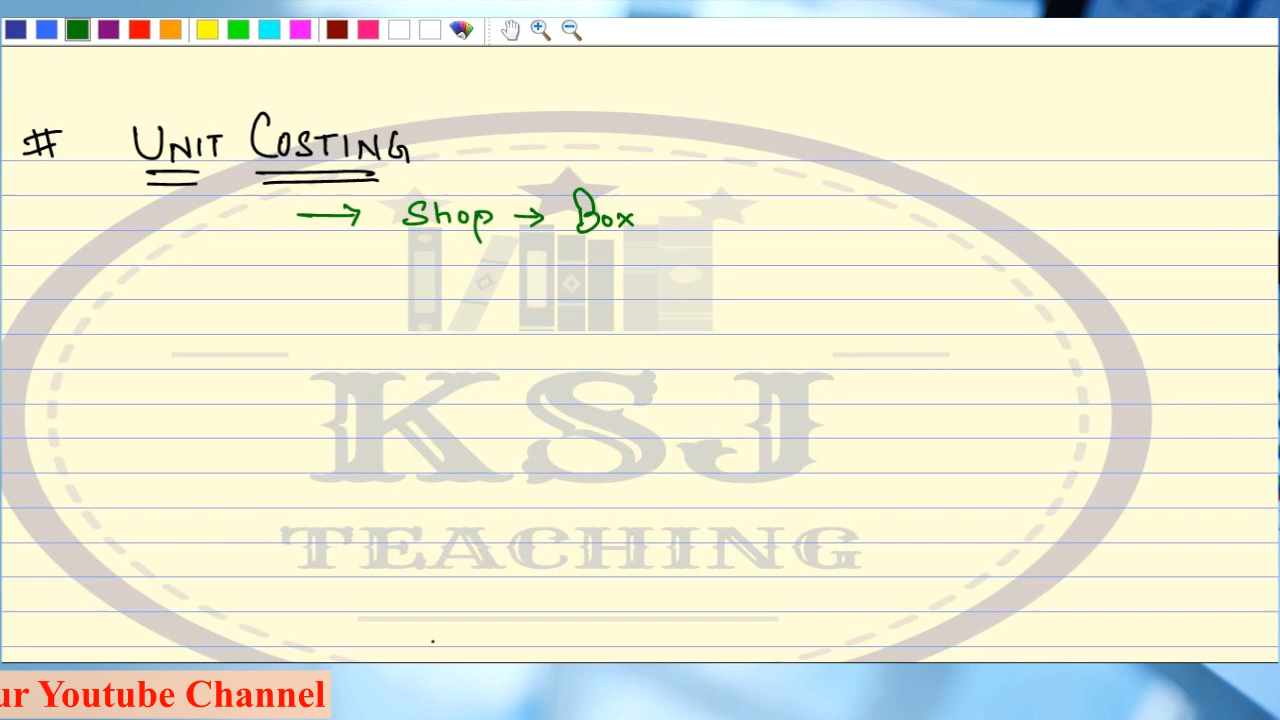 # UNIT COSTING
→ Shop → Box
KSJ
TEACHING
ur Youtube Channel